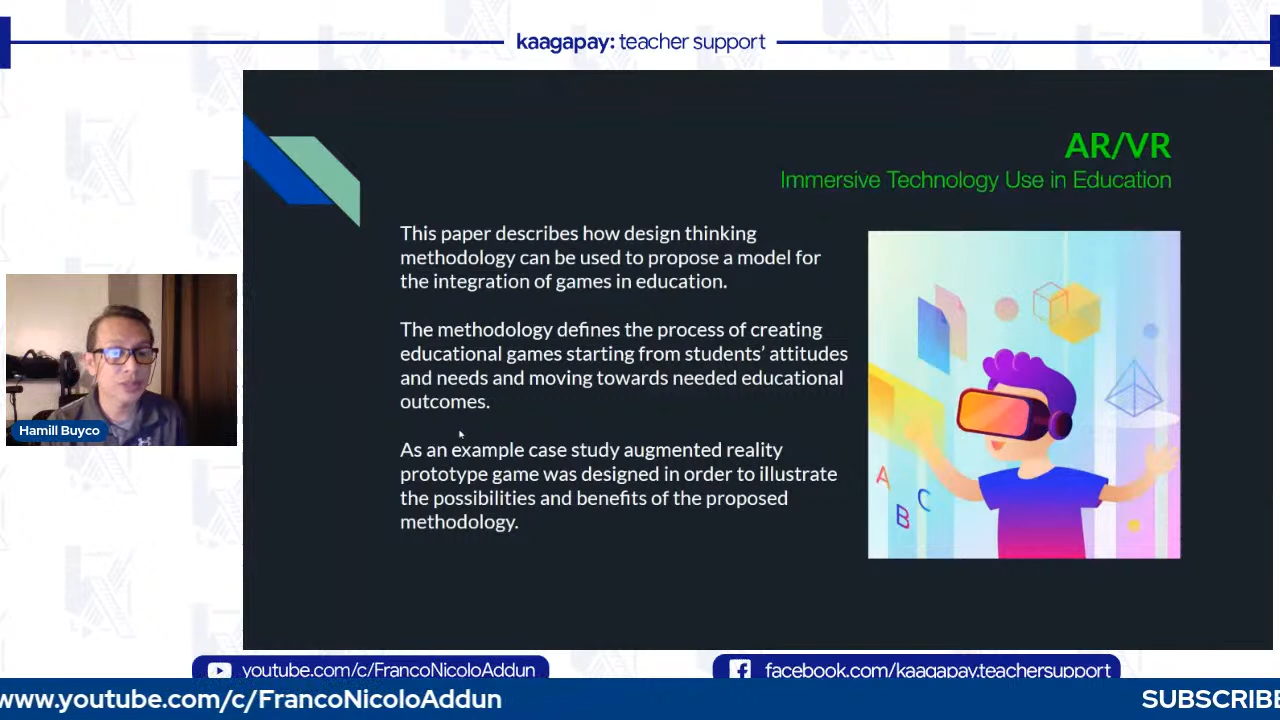 kaagapay: teacher support
AR/VR
Immersive Technology Use in Education
This paper describes how design thinking
methodology can be used to propose a model for
the integration of games in education.
The methodology defines the process of creating
educational games starting from students' attitudes
and needs and moving towards needed educational
outcomes.
As an example case study augmented reality
prototype game was designed in order to illustrate
the possibilities and benefits of the proposed
methodology.
A
B
C
Hamill Buyco
youtube.com/c/FrancoNicoloAddun
facebook.com/kaagapay.teachersupport
www.youtube.com/c/FrancoNicoloAddun
SUBSCRIBE